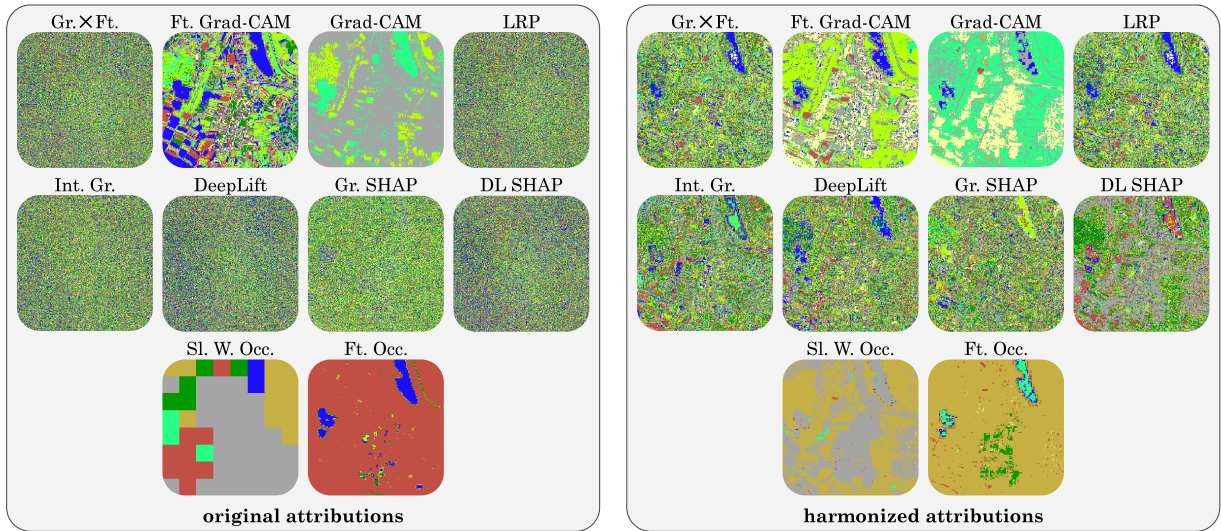 Gr.×Ft. Ft. Grad-CAM Grad-CAM LRP
Int. Gr. DeepLift Gr. SHAP DL SHAP
Sl. W. Occ. Ft. Occ.
original attributions
Gr.×Ft. Ft. Grad-CAM Grad-CAM LRP
Int. Gr. DeepLift Gr. SHAP DL SHAP
Sl. W. Occ. Ft. Occ.
harmonized attributions